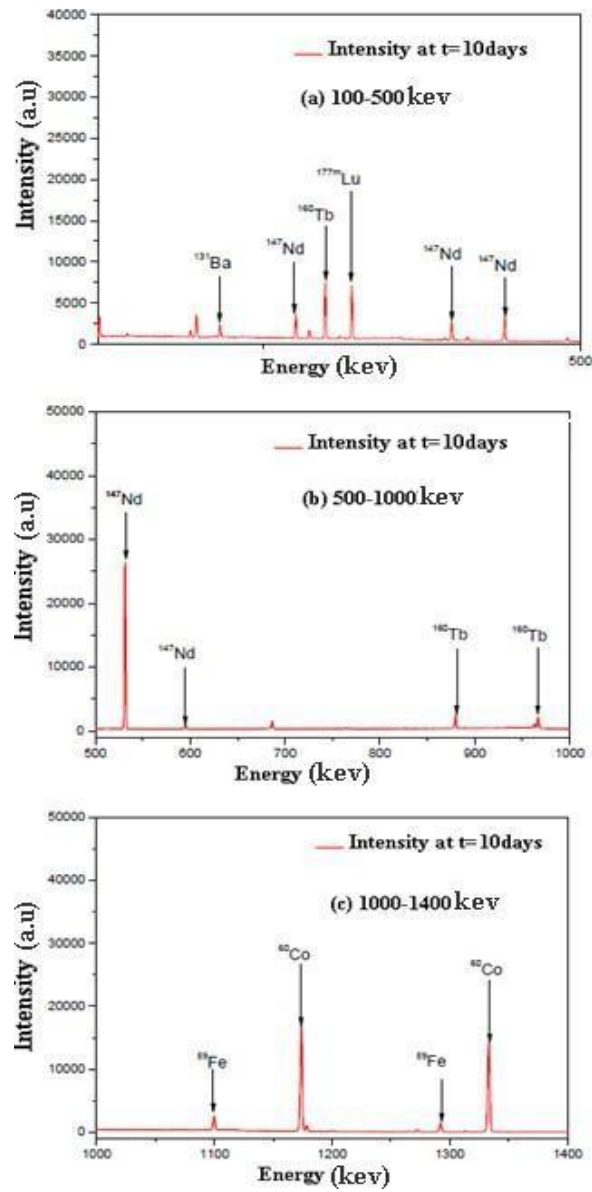 40000
35000
30000
25000
20000
15000
10000
5000
0
Intensity (a.u)
Intensity at t=10days
(a) 100-500 kev
131Ba
147Nd
160Tb
177mLu
147Nd
147Nd
500
Energy (kev)
50000
40000
30000
20000
10000
0
Intensity (a.u)
Intensity at t=10days
(b) 500-1000 kev
147Nd
147Nd
160Tb
160Tb
500 600 700 800 900 1000
Energy (kev)
50000
40000
30000
20000
10000
0
Intensity (a.u)
Intensity at t=10days
(c) 1000-1400 kev
59Fe
60Co
59Fe
60Co
1000 1100 1200 1300 1400
Energy (kev)